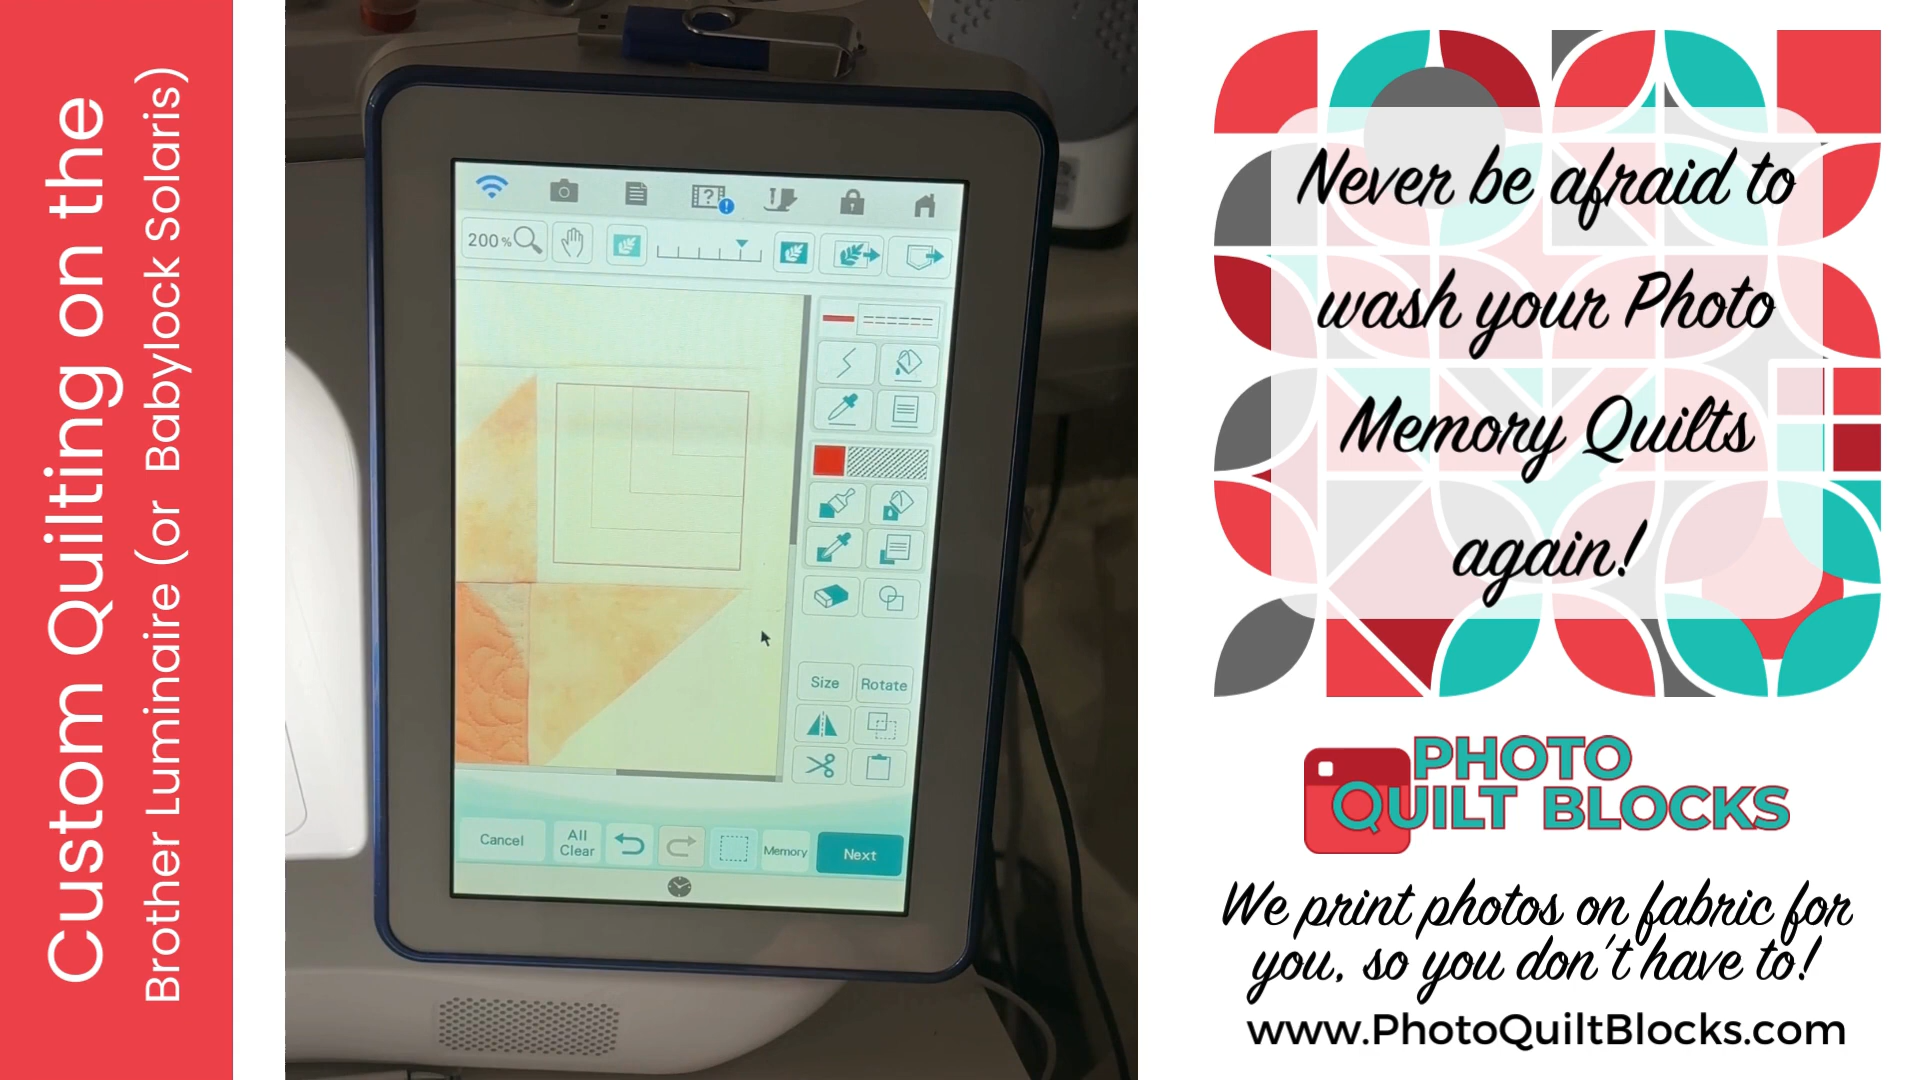 Custom Quilting on the
Brother Luminaire (or Babylock Solaris)
200%
Size
Rotate
Cancel
All
Clear
Memory
Next
Never be afraid to
wash your Photo
Memory Quilts
again!
PHOTO
QUILT BLOCKS
We print photos on fabric for
you, so you don't have to!
www.PhotoQuiltBlocks.com